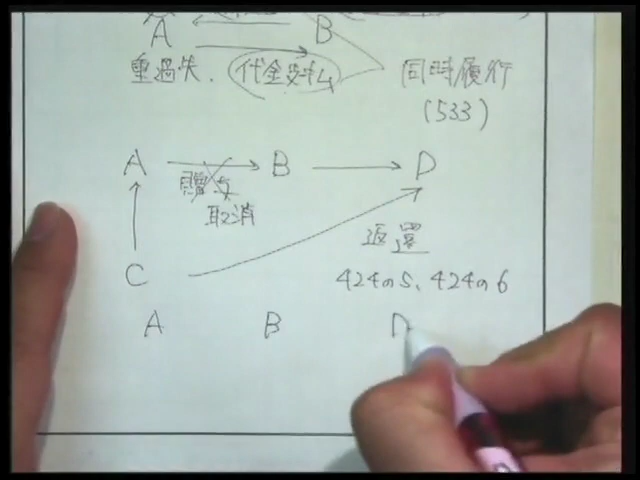 A B
重過失、代金支払 同時履行
(533)
A B D
贈与
取消
返還
C 424の5、424の6
A B D